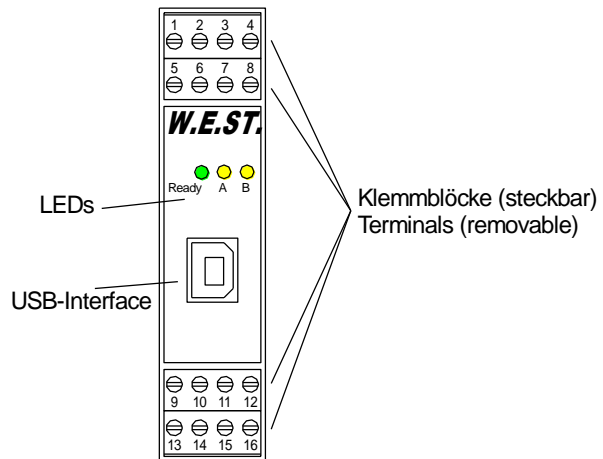 1 2 3 4
5 6 7 8
W.E.ST.
Ready A B
LEDs
Klemmblöcke (steckbar)
Terminals (removable)
USB-Interface
9 10 11 12
13 14 15 16